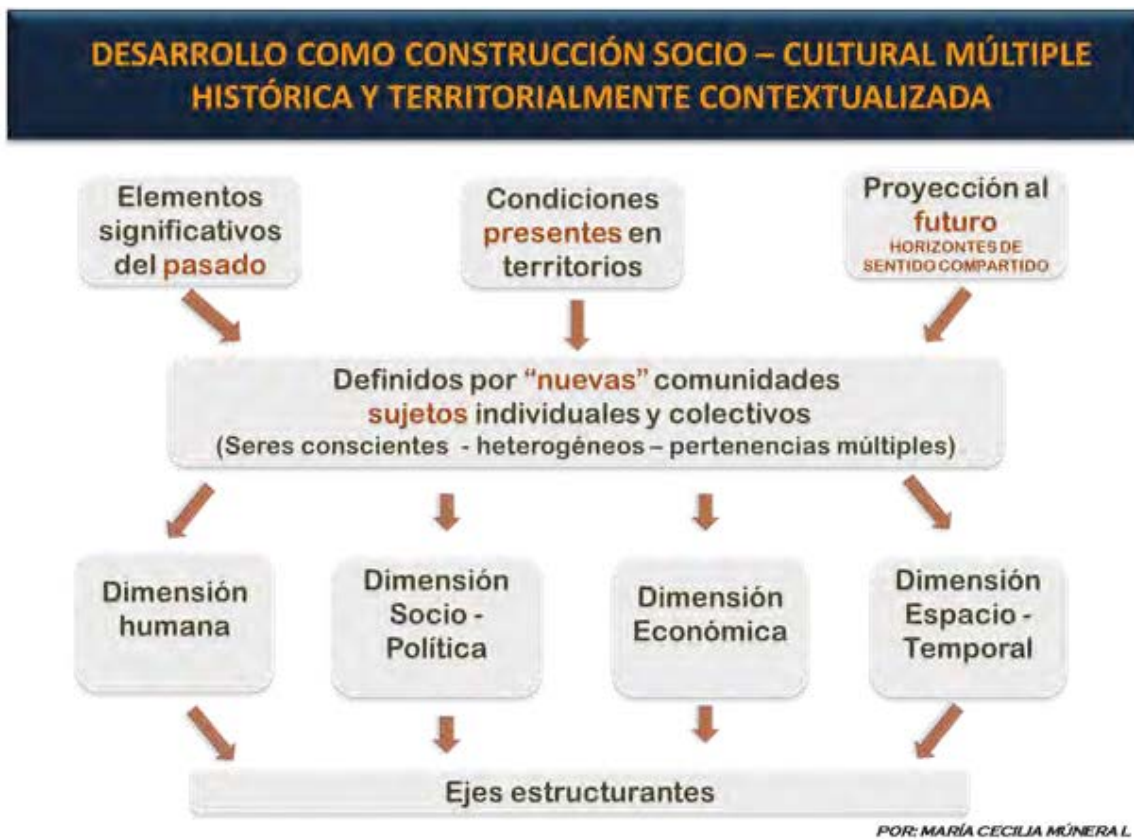 DESARROLLO COMO CONSTRUCCIÓN SOCIO – CULTURAL MÚLTIPLE
HISTÓRICA Y TERRITORIALMENTE CONTEXTUALIZADA
Elementos
significativos
del pasado
Condiciones
presentes en
territorios
Proyección al
futuro
HORIZONTES DE
SENTIDO COMPARTIDO
Definidos por “nuevas” comunidades
sujetos individuales y colectivos
(Seres conscientes - heterogéneos – pertenencias múltiples)
Dimensión
humana
Dimensión
Socio -
Política
Dimensión
Económica
Dimensión
Espacio -
Temporal
Ejes estructurantes
POR: MARÍA CECILIA MÚNERA L